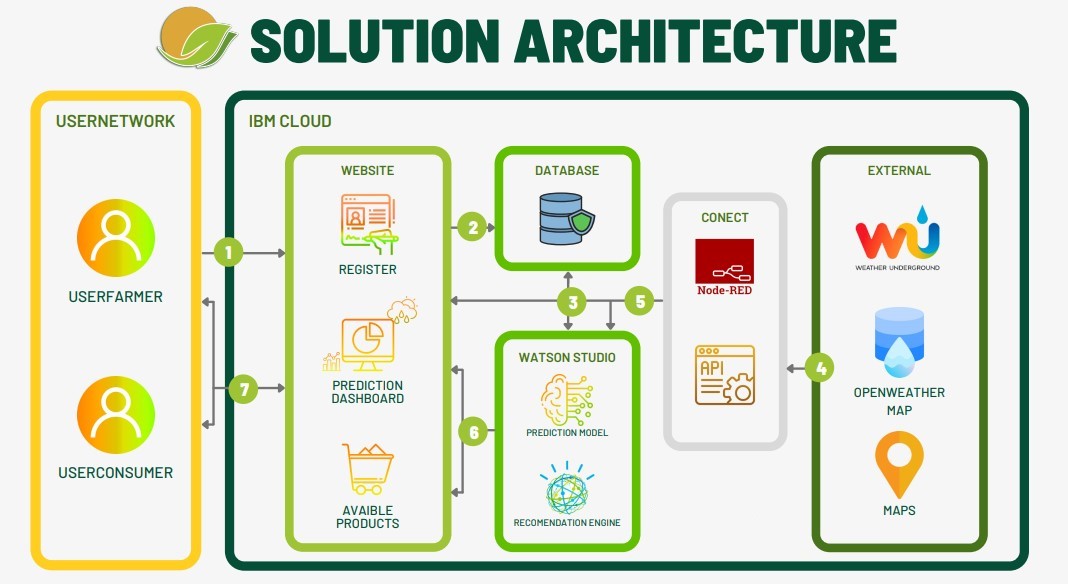 SOLUTION ARCHITECTURE
USERNETWORK
USERFARMER
USERCONSUMER
IBM CLOUD
1
7
WEBSITE
REGISTER
PREDICTION
DASHBOARD
AVAIBLE
PRODUCTS
2
DATABASE
3
5
6
WATSON STUDIO
PREDICTION MODEL
RECOMENDATION ENGINE
CONECT
Node-RED
API
4
EXTERNAL
wu
WEATHER UNDERGROUND
OPENWEATHER
MAP
MAPS